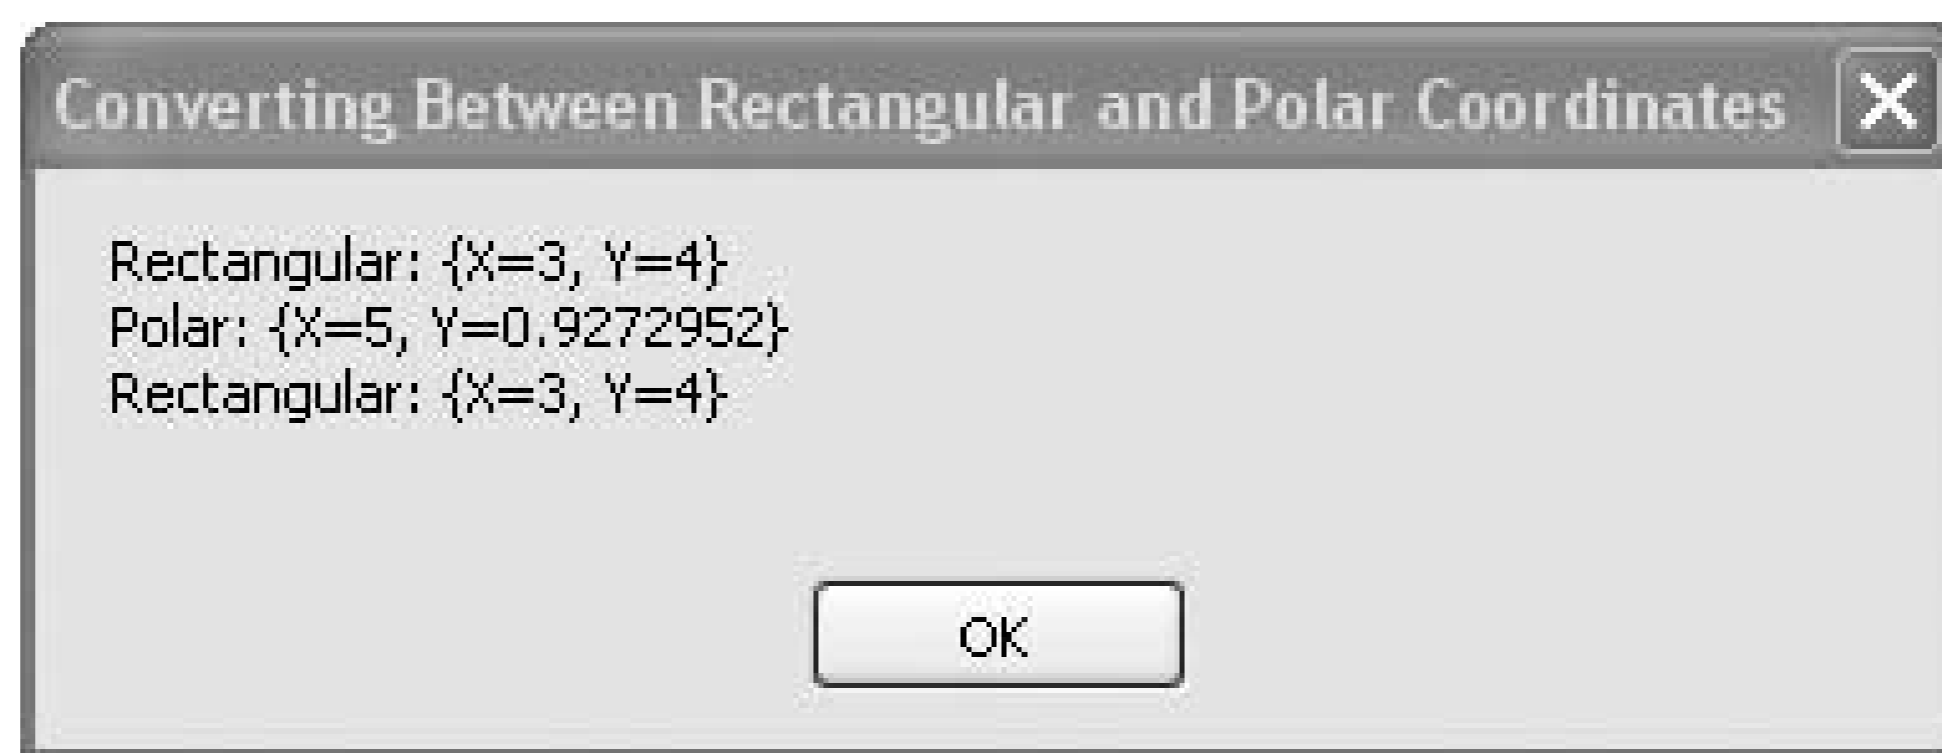 Converting Between Rectangular and Polar Coordinates
Rectangular: {X=3, Y=4}
Polar: {X=5, Y=0.9272952}
Rectangular: {X=3, Y=4}
OK